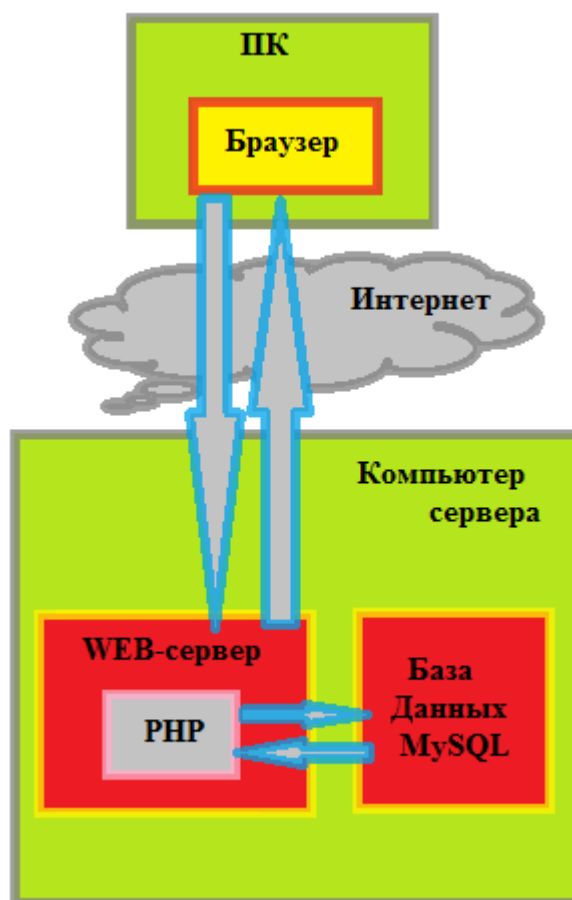 ПК
Браузер
Интернет
Компьютер
сервера
WEB-сервер
PHP
База
Данных
MySQL